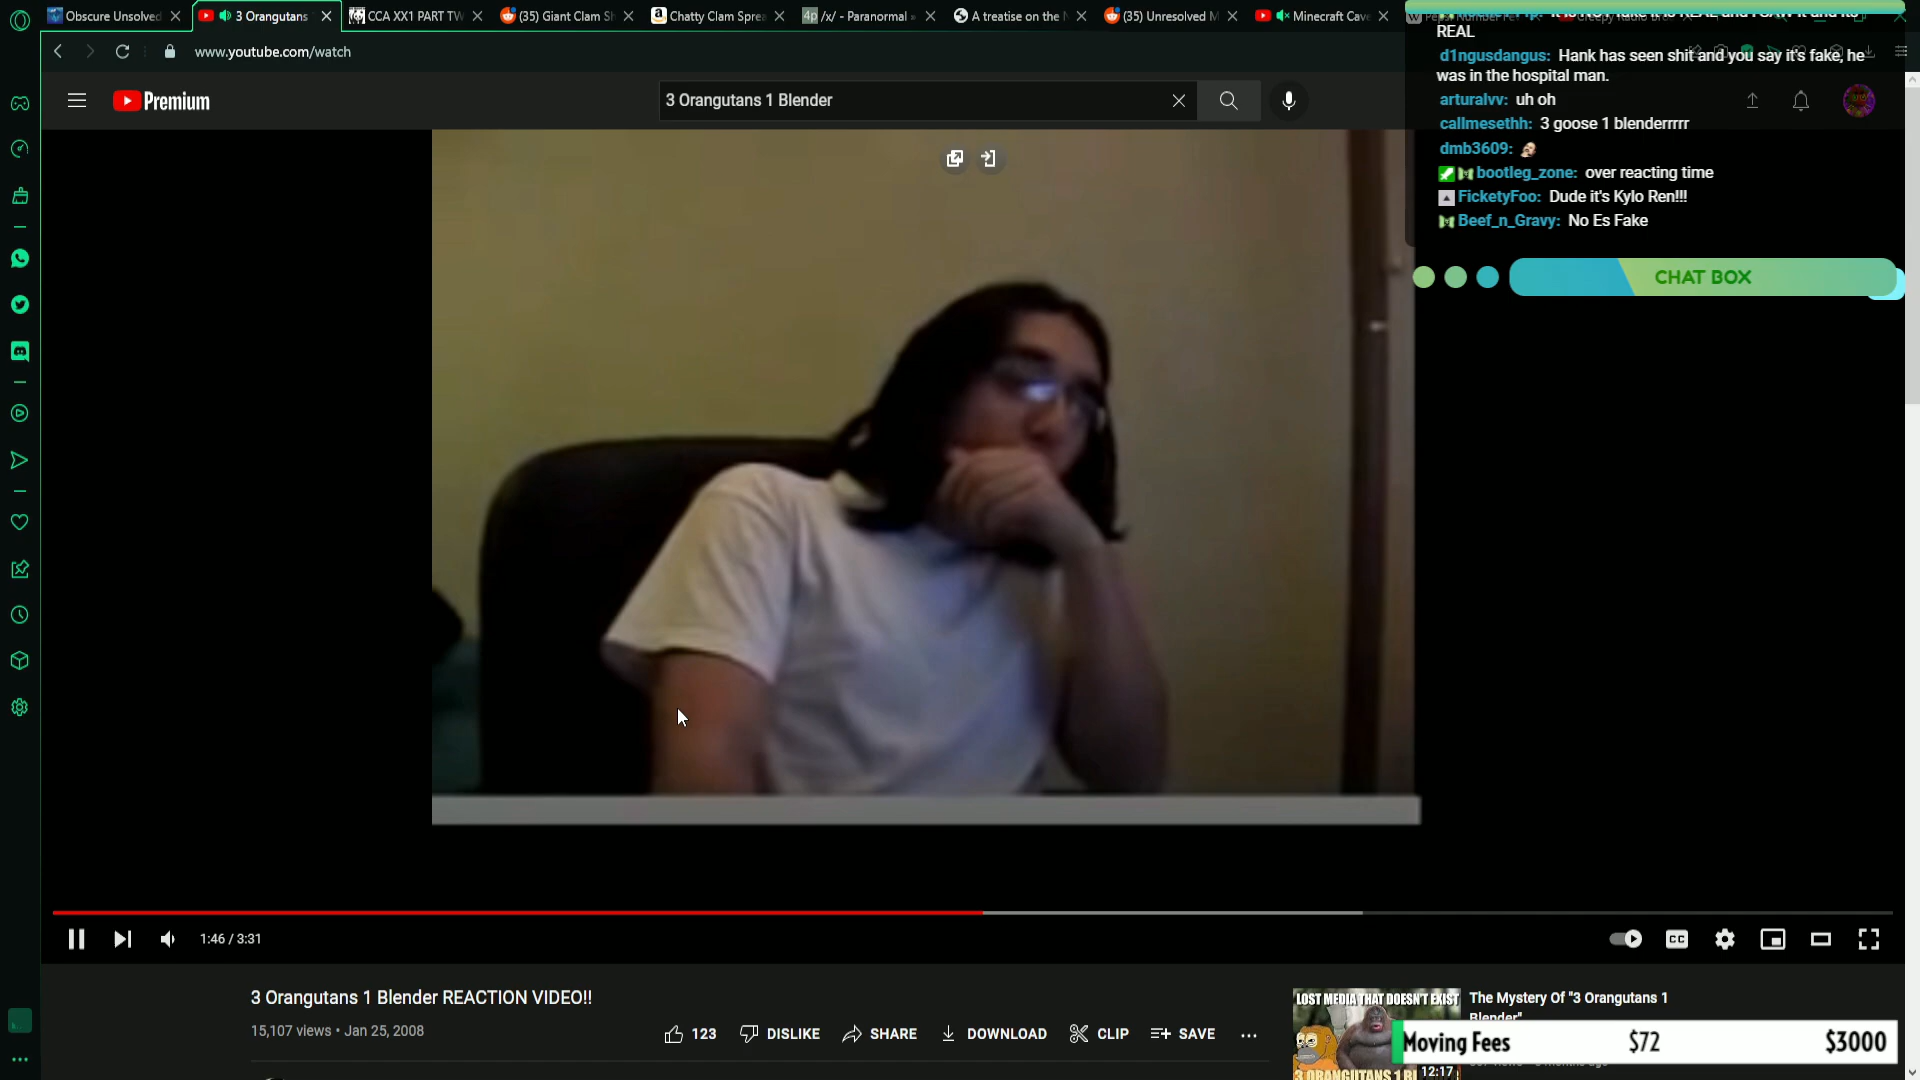 Obscure Unsolved
3 Orangutans
CCA XX1 PART TW
(35) Giant Clam Sh
Chatty Clam Sprea
/x/ - Paranormal »
A treatise on the
(35) Unresolved M
Minecraft Cave
REAL
www.youtube.com/watch
d1ngusdangus: Hank has seen shit and you say it's fake, he
was in the hospital man.
Premium
3 Orangutans 1 Blender
arturalvv: uh oh
callmesethh: 3 goose 1 blenderrrrr
dmb3609:
bootleg_zone: over reacting time
FicketyFoo: Dude it's Kylo Ren!!!
Beef_n_Gravy: No Es Fake
CHAT BOX
1:46 / 3:31
CC
3 Orangutans 1 Blender REACTION VIDEO!!
15,107 views • Jan 25, 2008
123
DISLIKE
SHARE
DOWNLOAD
CLIP
SAVE
LOST MEDIA THAT DOESN'T EXIST
The Mystery Of "3 Orangutans 1
Blender"
Moving Fees $72 $3000
3 ORANGUTANS 1
12:17